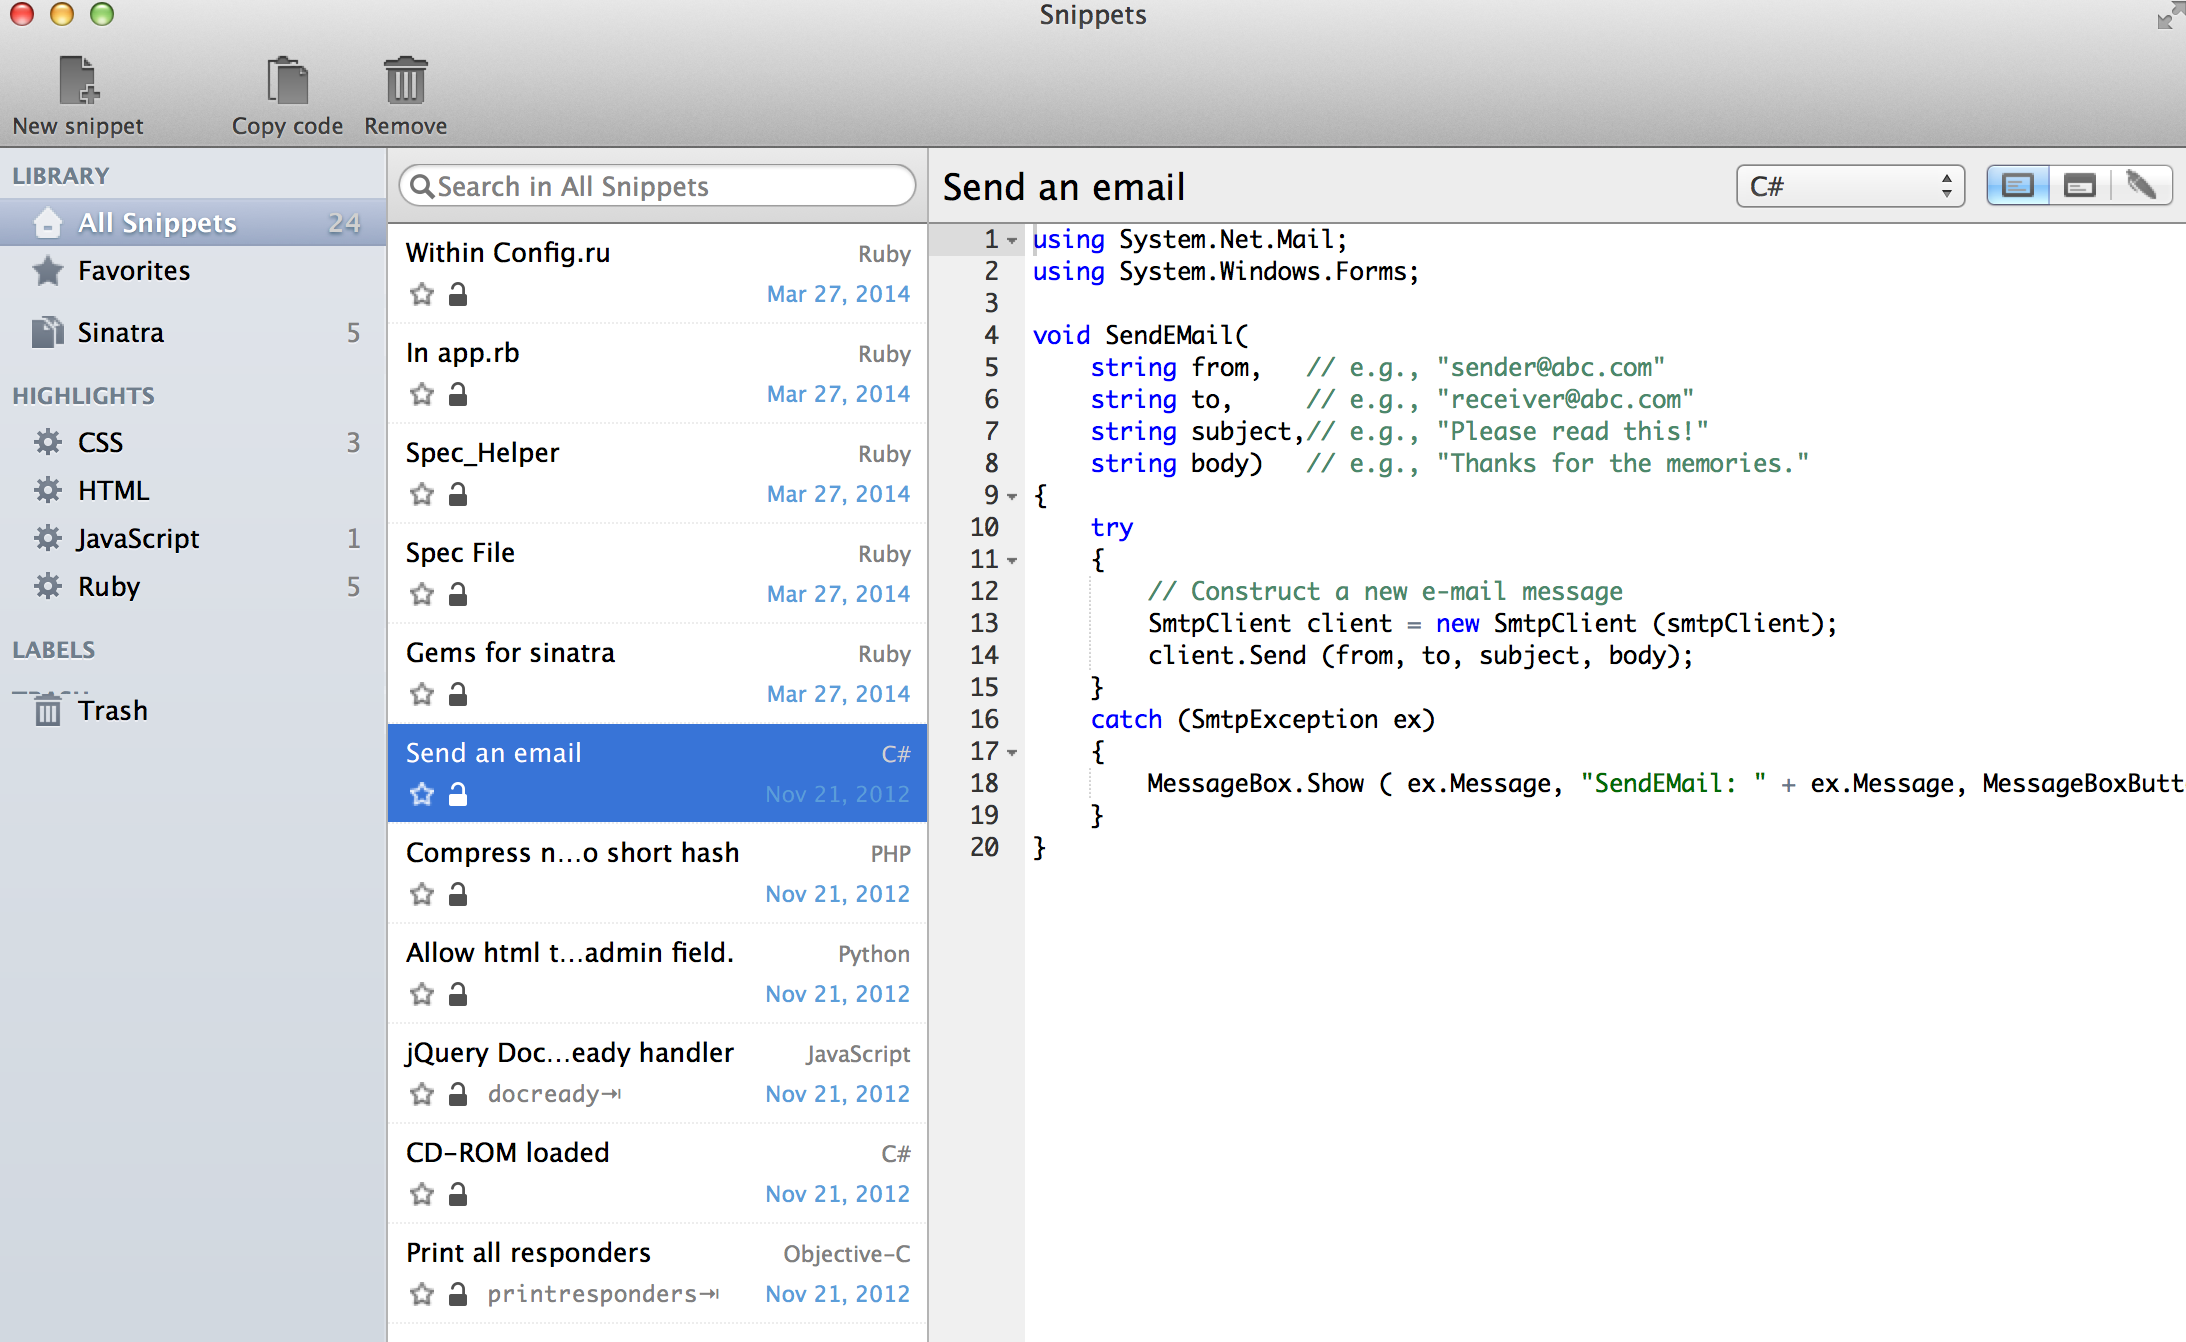 Snippets
New snippet
Copy code
Remove
LIBRARY
All Snippets 24
Favorites
Sinatra 5
HIGHLIGHTS
CSS 3
HTML
JavaScript 1
Ruby 5
LABELS
Trash
Search in All Snippets
Within Config.ru Ruby
Mar 27, 2014
In app.rb Ruby
Mar 27, 2014
Spec_Helper Ruby
Mar 27, 2014
Spec File Ruby
Mar 27, 2014
Gems for sinatra Ruby
Mar 27, 2014
Send an email C#
Nov 21, 2012
Compress n...o short hash PHP
Nov 21, 2012
Allow html t...admin field. Python
Nov 21, 2012
jQuery Doc...eady handler JavaScript
docready⇥ Nov 21, 2012
CD-ROM loaded C#
Nov 21, 2012
Print all responders Objective-C
printresponders⇥ Nov 21, 2012
Send an email C#
1 using System.Net.Mail;
2 using System.Windows.Forms;
3
4 void SendEMail(
5 string from, // e.g., "sender@abc.com"
6 string to, // e.g., "receiver@abc.com"
7 string subject,// e.g., "Please read this!"
8 string body) // e.g., "Thanks for the memories."
9 {
10 try
11 {
12 // Construct a new e-mail message
13 SmtpClient client = new SmtpClient (smtpClient);
14 client.Send (from, to, subject, body);
15 }
16 catch (SmtpException ex)
17 {
18 MessageBox.Show ( ex.Message, "SendEMail: " + ex.Message, MessageBoxButt
19 }
20 }